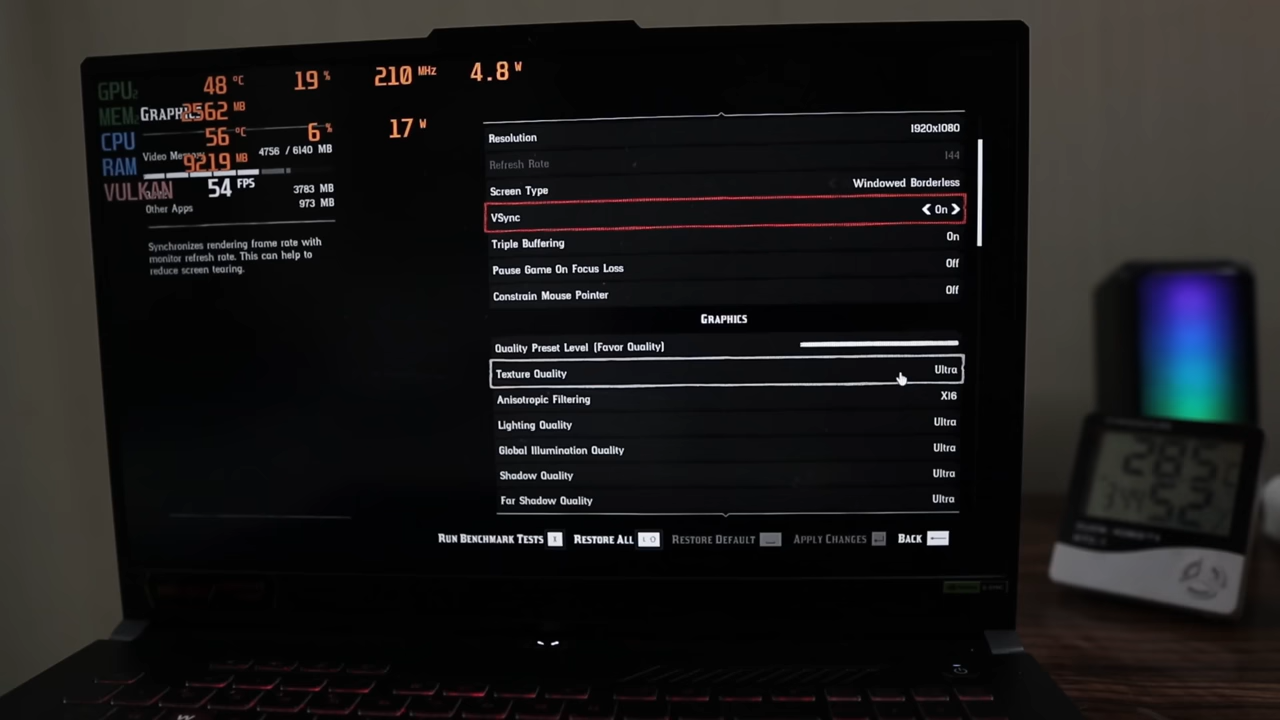 GPU₂ 48 °C 19 % 210 MHz 4.8 W
MEM₂ 2562 MB
GRAPHICS
CPU 56 °C 6 % 17 W
Video Memory 4756 / 6140 MB
RAM 9219 MB
VULKAN 54 FPS
3783 MB
Other Apps 973 MB
Synchronizes rendering frame rate with
monitor refresh rate. This can help to
reduce screen tearing.
Resolution 1920x1080
Refresh Rate 144
Screen Type Windowed Borderless
VSync On
Triple Buffering On
Pause Game On Focus Loss Off
Constrain Mouse Pointer Off
GRAPHICS
Quality Preset Level (Favor Quality)
Texture Quality Ultra
Anisotropic Filtering X16
Lighting Quality Ultra
Global Illumination Quality Ultra
Shadow Quality Ultra
Far Shadow Quality Ultra
RUN BENCHMARK TESTS RESTORE ALL RESTORE DEFAULT APPLY CHANGES BACK
28.5